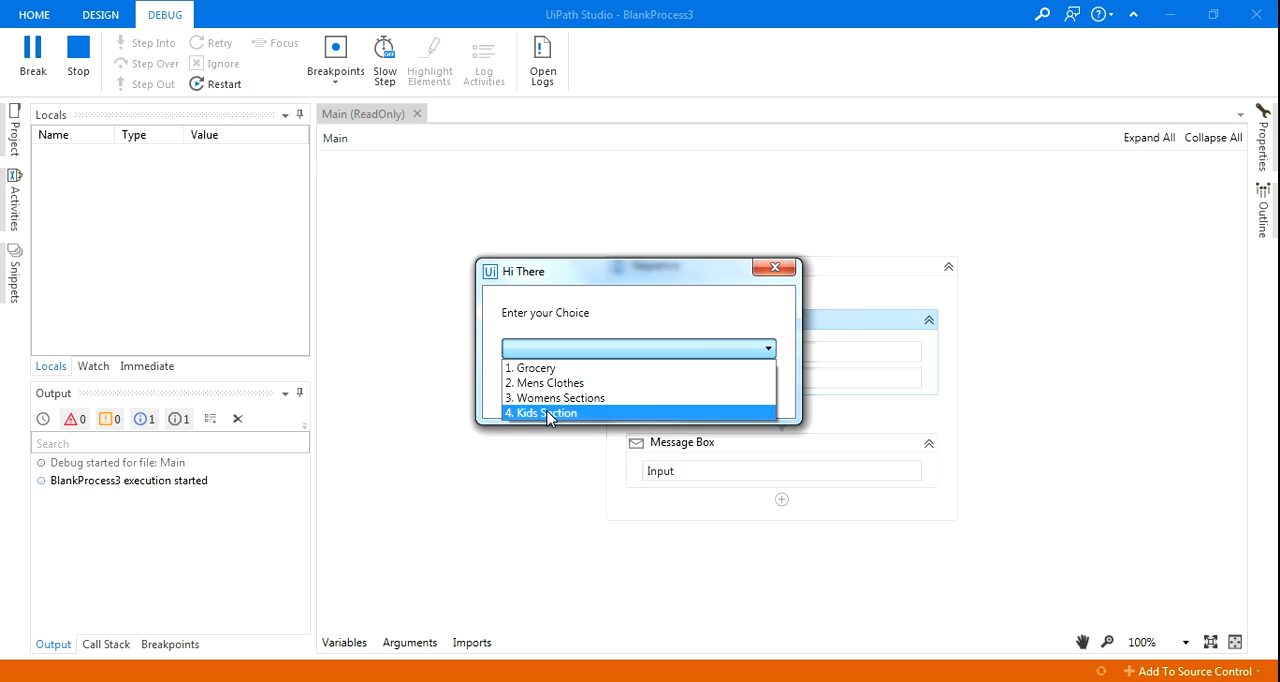 HOME DESIGN DEBUG UiPath Studio - BlankProcess3
Break Stop Step Into Step Over Step Out Retry Ignore Restart Focus Breakpoints Slow Step Highlight Elements Log Activities Open Logs
Project
Activities
Snippets
Locals
Name Type Value
Locals Watch Immediate
Output
0 0 1 1
Search
Debug started for file: Main
BlankProcess3 execution started
Output Call Stack Breakpoints
Main (ReadOnly)
Main Expand All Collapse All
Sequence
Ui Hi There
Enter your Choice
1. Grocery
2. Mens Clothes
3. Womens Sections
4. Kids Section
Message Box
Input
Variables Arguments Imports 100%
Properties
Outline
Add To Source Control